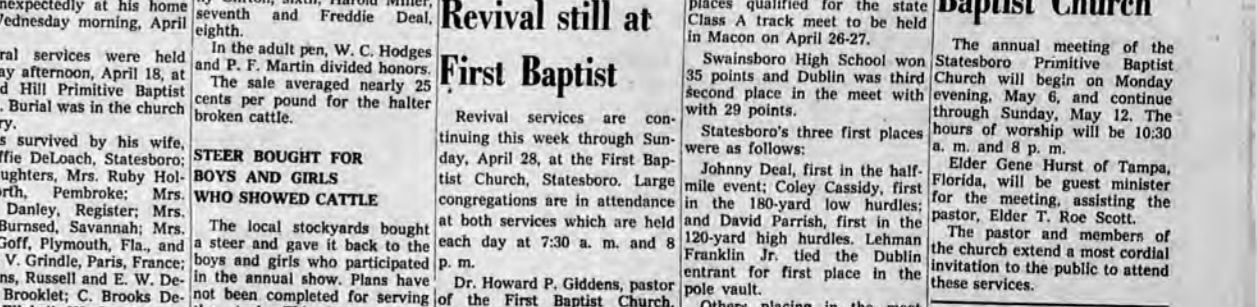 nexpectedly at his home
Wednesday morning, April
ral services were held
ay afternoon, April 18, at
d Hill Primitive Baptist
. Burial was in the church
ry.
s survived by his wife,
ffie DeLoach, Statesboro;
ughters, Mrs. Ruby Hol-
rth, Pembroke; Mrs.
Danley, Register; Mrs.
Burnsed, Savannah; Mrs.
Goff, Plymouth, Fla., and
V. Grindle, Paris, France;
ns, Russell and E. W. De-
Brooklet; C. Brooks De-
seventh and Freddie Deal,
eighth.
In the adult pen, W. C. Hodges
and P. F. Martin divided honors.
The sale averaged nearly 25
cents per pound for the halter
broken cattle.
STEER BOUGHT FOR
BOYS AND GIRLS
WHO SHOWED CATTLE
The local stockyards bought
a steer and gave it back to the
boys and girls who participated
in the annual show. Plans have
not been completed for serving
Revival still at
First Baptist
Revival services are con-
tinuing this week through Sun-
day, April 28, at the First Bap-
tist Church, Statesboro. Large
congregations are in attendance
at both services which are held
each day at 7:30 a. m. and 8
p. m.
Dr. Howard P. Giddens, pastor
of the First Baptist Church,
places qualified for the state
Class A track meet to be held
in Macon on April 26-27.
Swainsboro High School won
35 points and Dublin was third
second place in the meet with
with 29 points.
Statesboro's three first places
were as follows:
Johnny Deal, first in the half-
mile event; Coley Cassidy, first
in the 180-yard low hurdles;
and David Parrish, first in the
120-yard high hurdles. Lehman
Franklin Jr. tied the Dublin
entrant for first place in the
pole vault.
Others placing in the meet
Baptist Church
The annual meeting of the
Statesboro Primitive Baptist
Church will begin on Monday
evening, May 6, and continue
through Sunday, May 12. The
hours of worship will be 10:30
a. m. and 8 p. m.
Elder Gene Hurst of Tampa,
Florida, will be guest minister
for the meeting, assisting the
pastor, Elder T. Roe Scott.
The pastor and members of
the church extend a most cordial
invitation to the public to attend
these services.